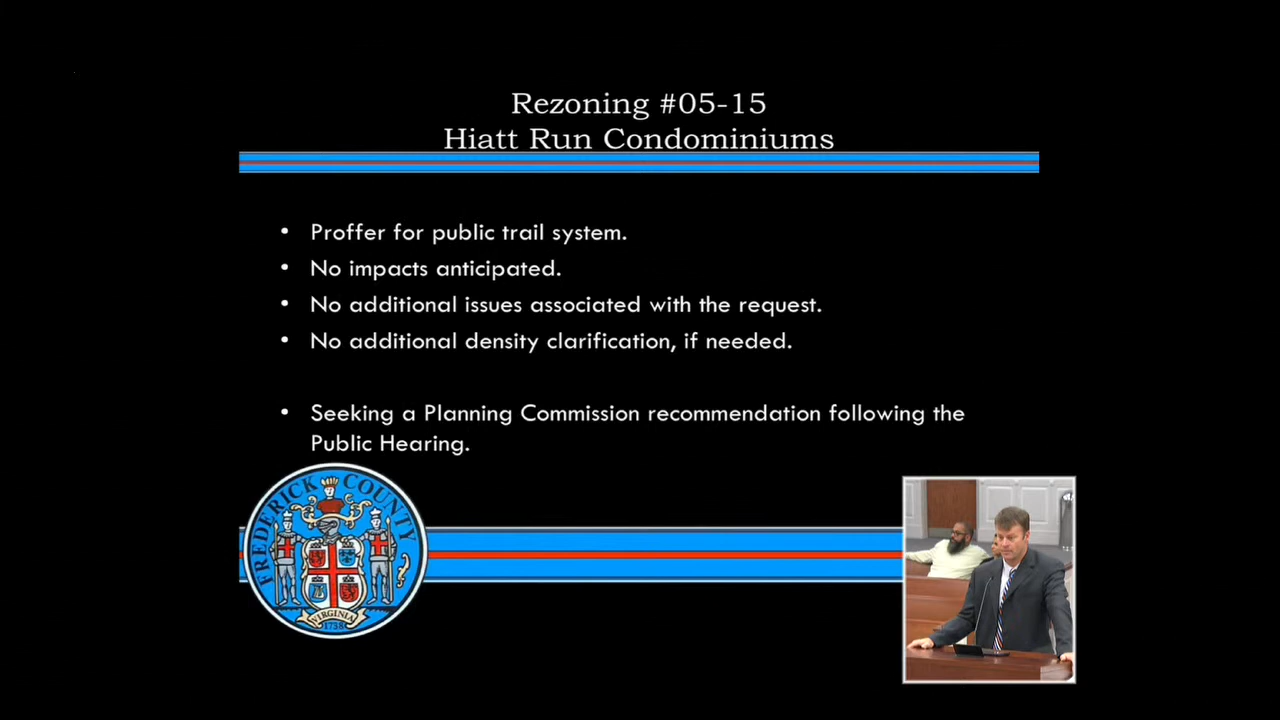 Rezoning #05-15
Hiatt Run Condominiums
• Proffer for public trail system.
• No impacts anticipated.
• No additional issues associated with the request.
• No additional density clarification, if needed.
• Seeking a Planning Commission recommendation following the
Public Hearing.
FREDERICK COUNTY
VIRGINIA
1738